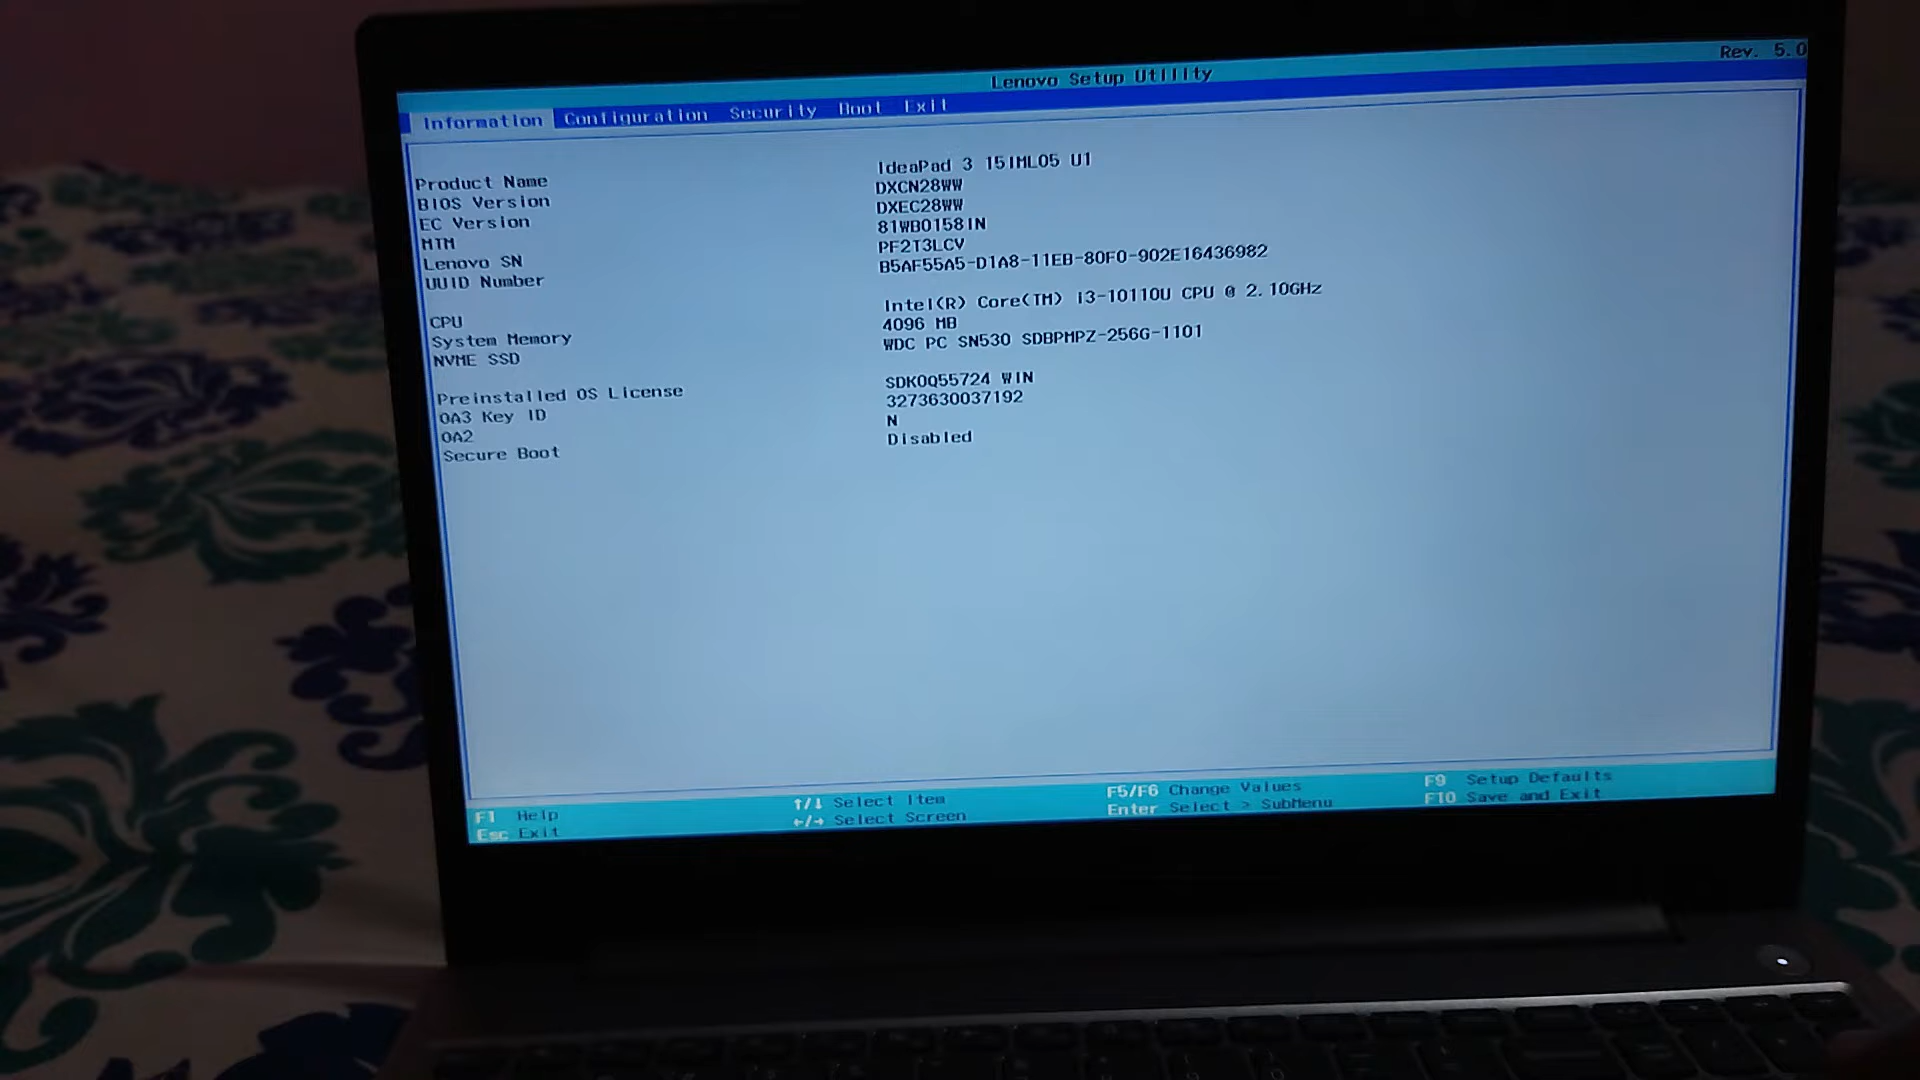 Lenovo Setup Utility Rev. 5.0
Information Configuration Security Boot Exit
Product Name IdeaPad 3 15IML05 U1
BIOS Version DXCN28WW
EC Version DXEC28WW
MTM 81WB0158IN
Lenovo SN PF2T3LCV
UUID Number B5AF55A5-D1A8-11EB-80F0-902E16436982
CPU Intel(R) Core(TM) i3-10110U CPU @ 2.10GHz
System Memory 4096 MB
NVME SSD WDC PC SN530 SDBPMPZ-256G-1101
Preinstalled OS License SDK0Q55724 WIN
OA3 Key ID 3273630037192
OA2 N
Secure Boot Disabled
F1 Help ↑/↓ Select Item F5/F6 Change Values F9 Setup Defaults
Esc Exit ←/→ Select Screen Enter Select > SubMenu F10 Save and Exit